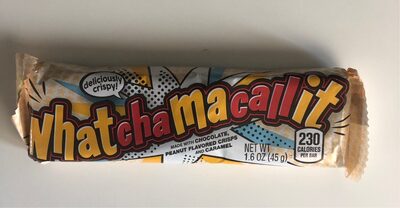 deliciously
crispy!
Whatchamacallit
MADE WITH CHOCOLATE,
PEANUT FLAVORED CRISPS
AND CARAMEL
NET WT
1.6 OZ (45 g)
230
CALORIES
PER BAR